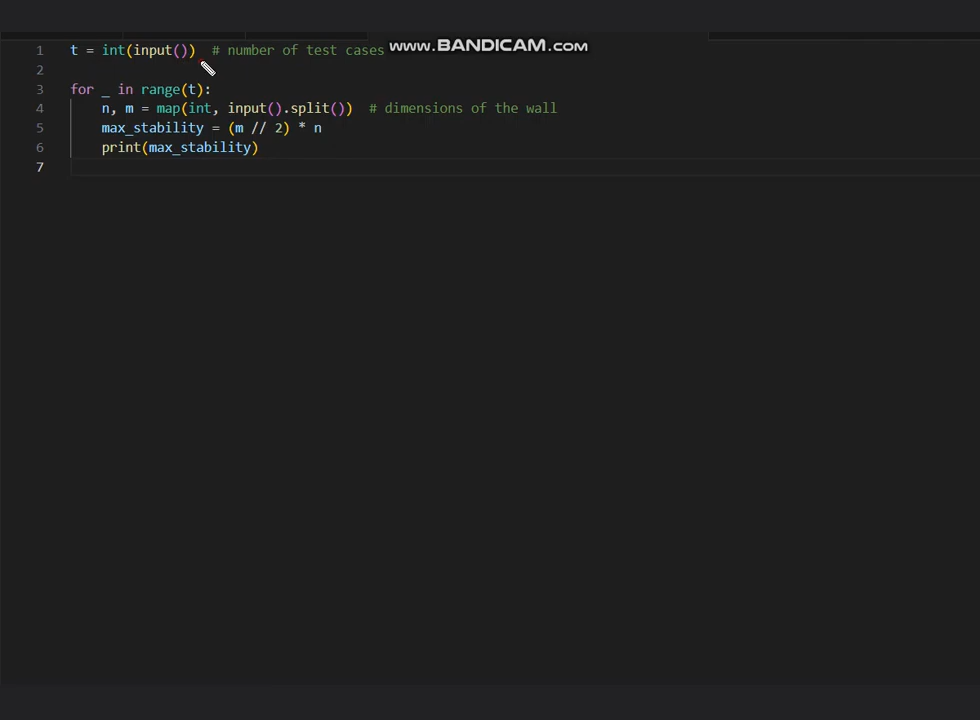 www.BANDICAM.com
1 t = int(input())  # number of test cases
2
3 for _ in range(t):
4     n, m = map(int, input().split())  # dimensions of the wall
5     max_stability = (m // 2) * n
6     print(max_stability)
7